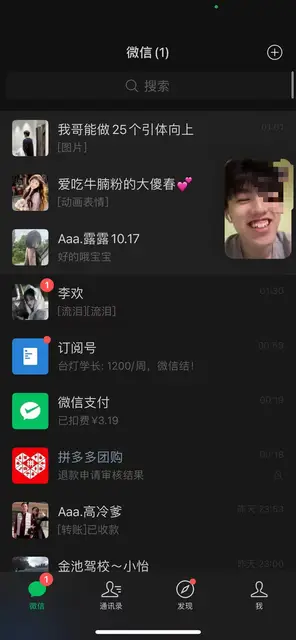 微信(1)
搜索
我哥能做25个引体向上
01:01
[图片]
爱吃牛腩粉的大傻春💕
[动画表情]
Aaa.露露 10.17
好的哦宝宝
1
李欢
01:20
[流泪][流泪]
订阅号
00:59
台灯学长: 1200/周，微信结！
微信支付
00:19
已扣费¥3.19
拼多多团购
00:18
退款申请审核结果
Aaa.高冷爹
昨天 23:53
[转账]已收款
金池驾校～小怡
昨天 23:00
1
微信
通讯录
发现
我